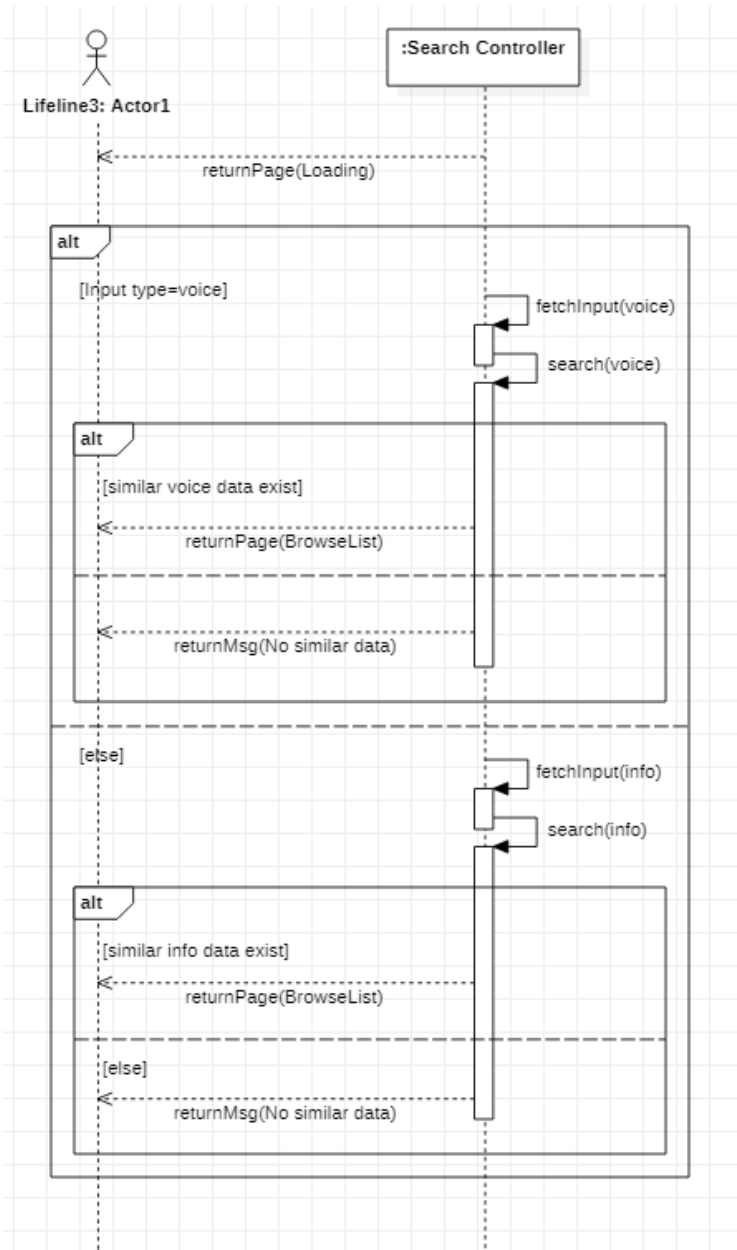 :Search Controller
Lifeline3: Actor1
returnPage(Loading)
alt
[Input type=voice]
fetchInput(voice)
search(voice)
alt
[similar voice data exist]
returnPage(BrowseList)
returnMsg(No similar data)
[else]
fetchInput(info)
search(info)
alt
[similar info data exist]
returnPage(BrowseList)
[else]
returnMsg(No similar data)